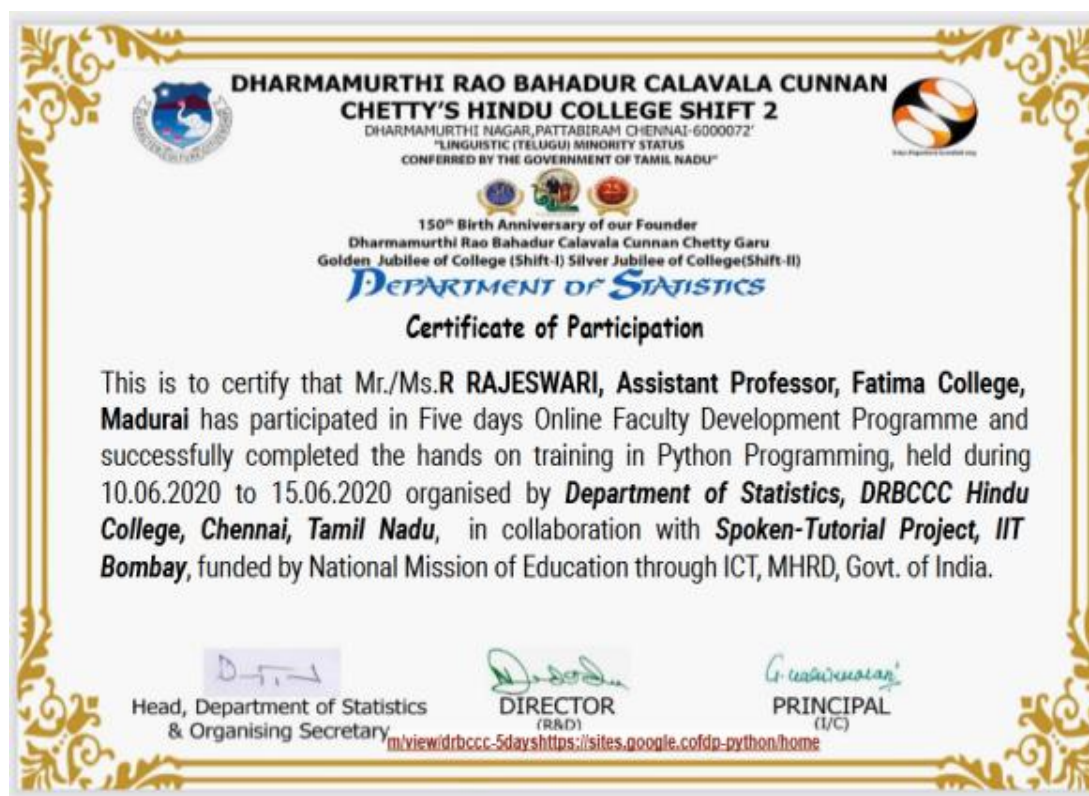 DHARMAMURTHI RAO BAHADUR CALAVALA CUNNAN
CHETTY'S HINDU COLLEGE SHIFT 2
DHARMAMURTHI NAGAR,PATTABIRAM CHENNAI-6000072'
"LINGUISTIC (TELUGU) MINORITY STATUS
CONFERRED BY THE GOVERNMENT OF TAMIL NADU"
150th Birth Anniversary of our Founder
Dharmamurthi Rao Bahadur Calavala Cunnan Chetty Garu
Golden Jubilee of College (Shift-I) Silver Jubilee of College(Shift-II)
DEPARTMENT OF STATISTICS
Certificate of Participation
This is to certify that Mr./Ms.R RAJESWARI, Assistant Professor, Fatima College,
Madurai has participated in Five days Online Faculty Development Programme and
successfully completed the hands on training in Python Programming, held during
10.06.2020 to 15.06.2020 organised by Department of Statistics, DRBCCC Hindu
College, Chennai, Tamil Nadu, in collaboration with Spoken-Tutorial Project, IIT
Bombay, funded by National Mission of Education through ICT, MHRD, Govt. of India.
Head, Department of Statistics
& Organising Secretary
DIRECTOR
(R&D)
PRINCIPAL
(I/C)
m/view/drbccc-5dayshttps://sites.google.cofdp-python/home